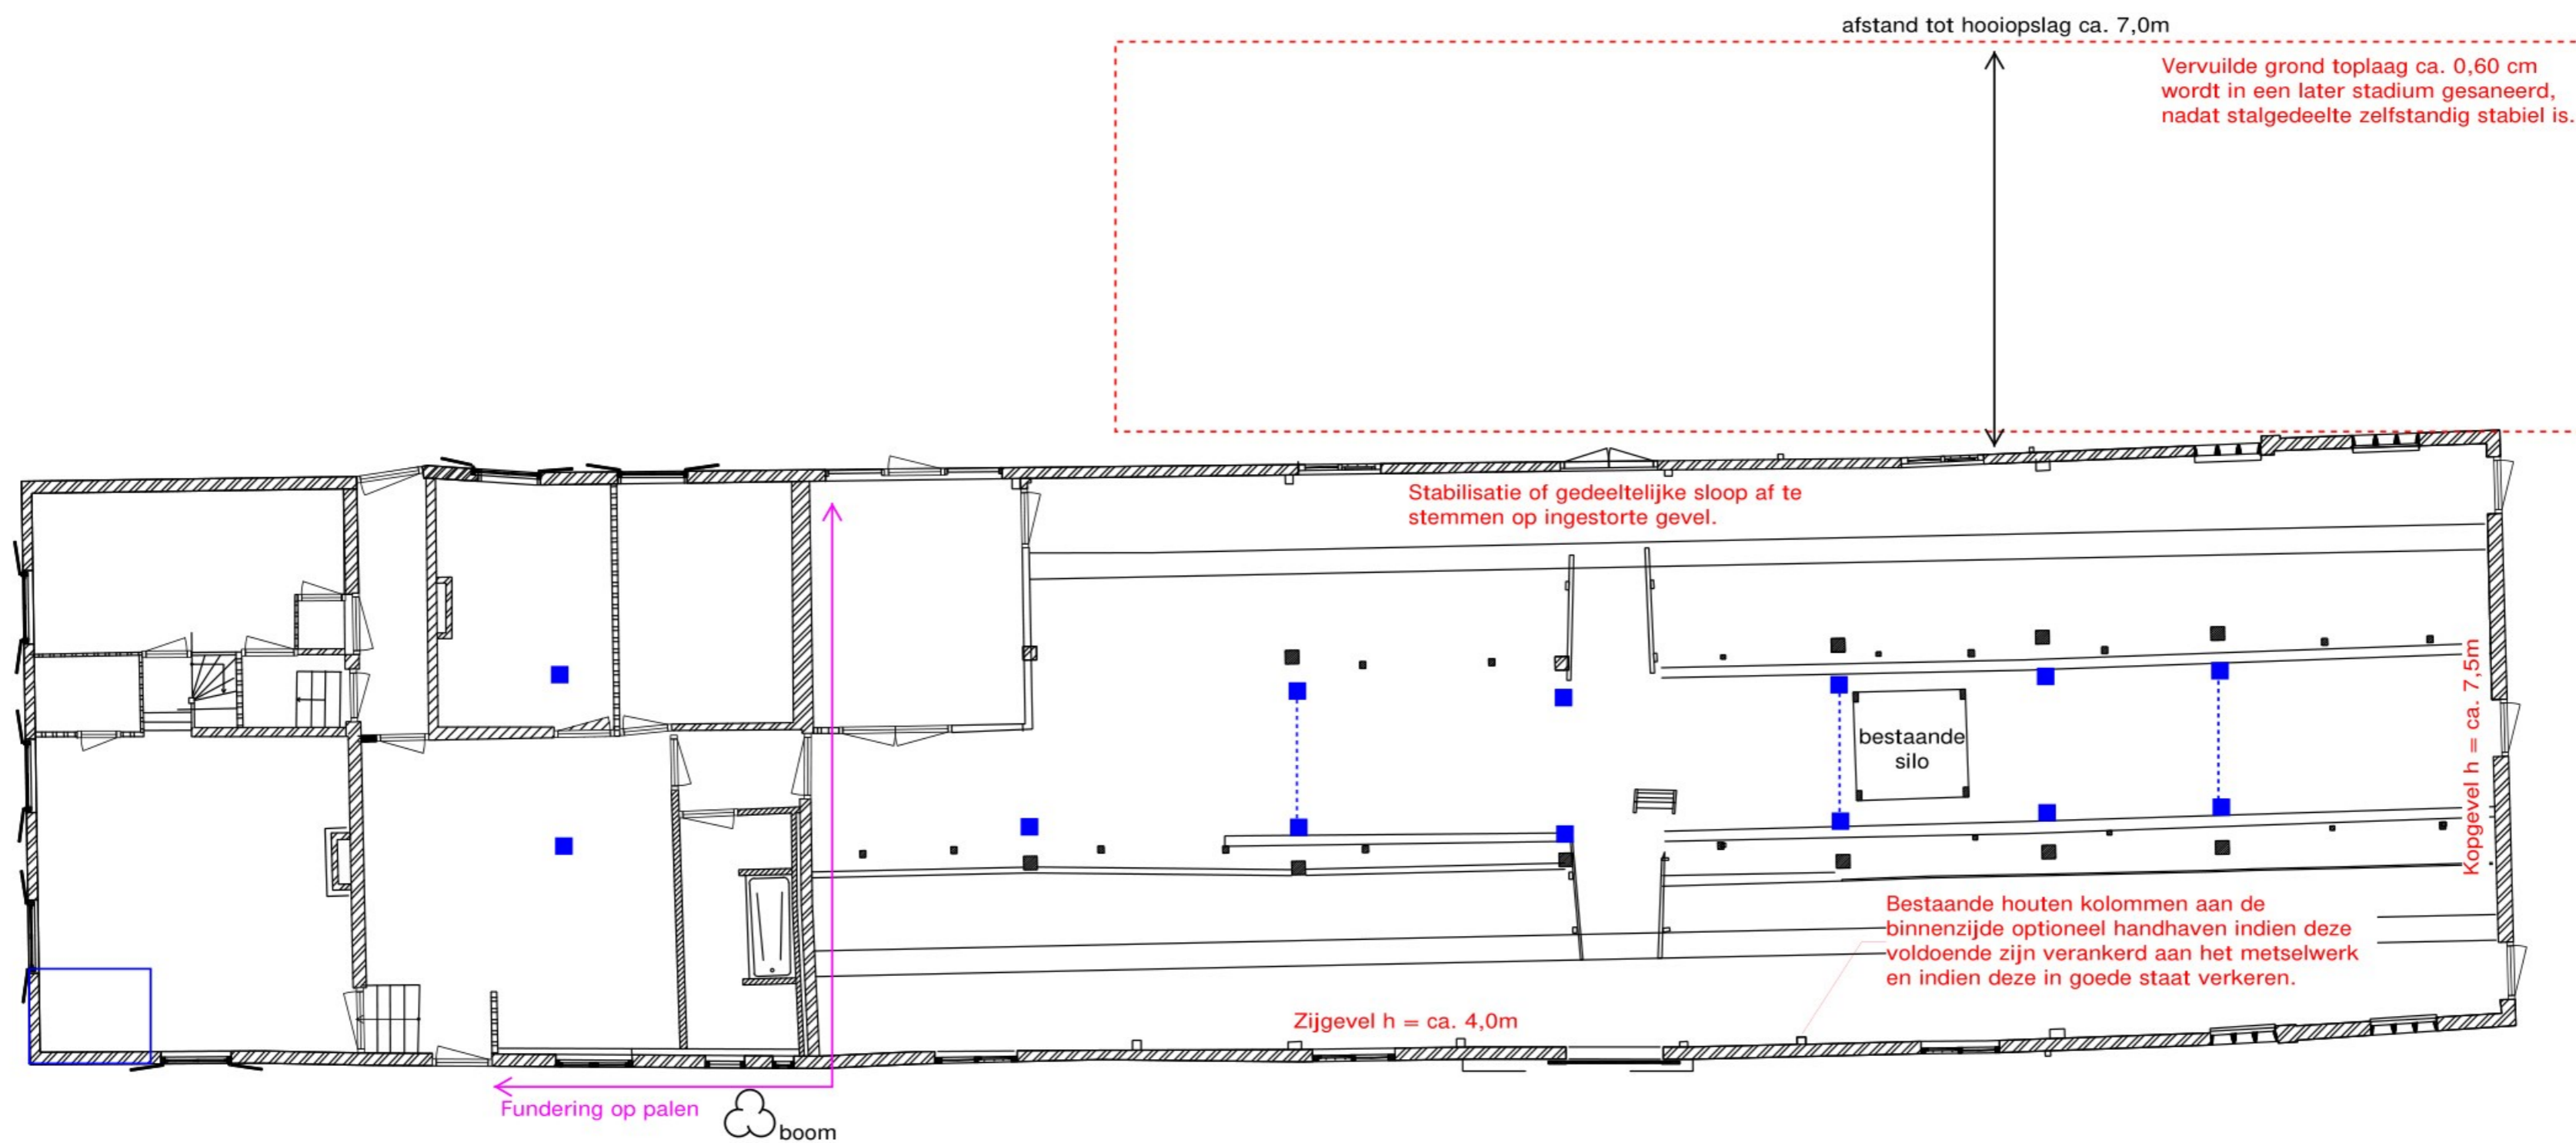 afstand tot hooiopslag ca. 7,0m
Vervuilde grond toplaag ca. 0,60 cm
wordt in een later stadium gesaneerd,
nadat stalgedeelte zelfstandig stabiel is.
Stabilisatie of gedeeltelijke sloop af te
stemmen op ingestorte gevel.
bestaande
silo
Kopgevel h = ca. 7,5m
Bestaande houten kolommen aan de
binnenzijde optioneel handhaven indien deze
voldoende zijn verankerd aan het metselwerk
en indien deze in goede staat verkeren.
Zijgevel h = ca. 4,0m
Fundering op palen
boom